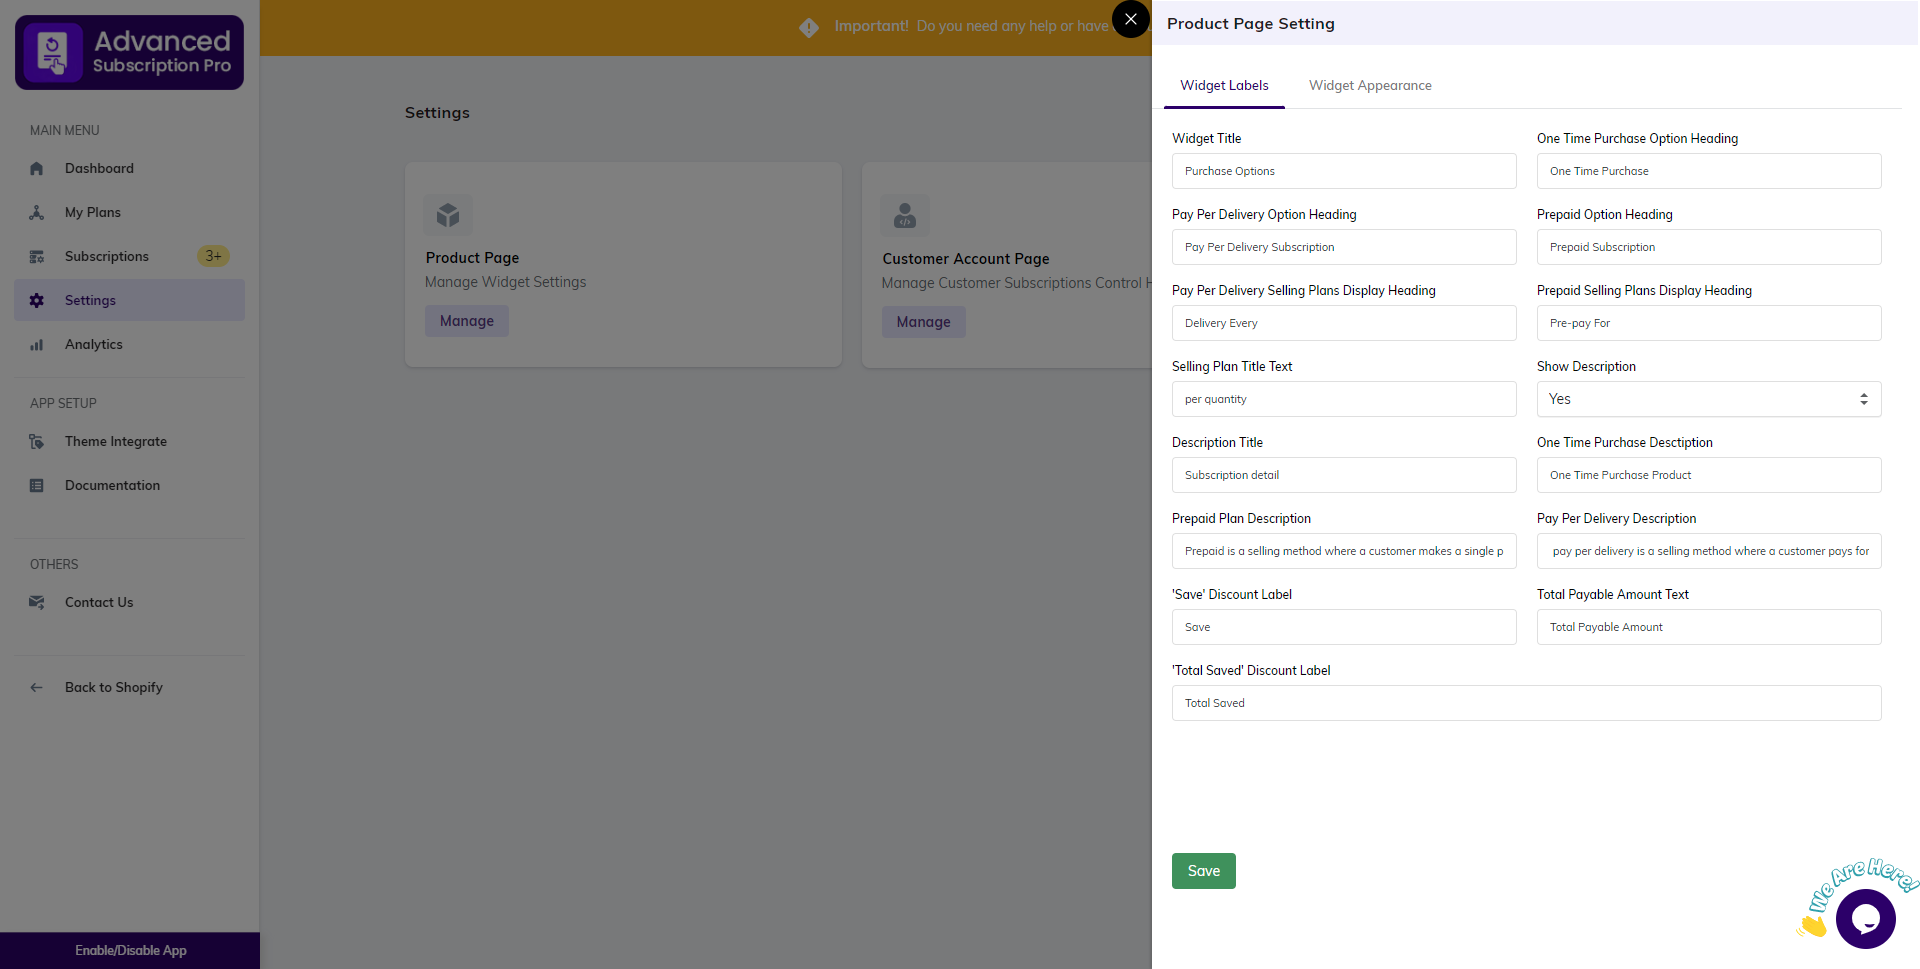 Advanced
Subscription Pro
MAIN MENU
Dashboard
My Plans
Subscriptions 3+
Settings
Analytics
APP SETUP
Theme Integrate
Documentation
OTHERS
Contact Us
Back to Shopify
Enable/Disable App
Important! Do you need any help or have
Settings
Product Page
Manage Widget Settings
Manage
Customer Account Page
Manage Customer Subscriptions Control
Manage
Product Page Setting
Widget Labels Widget Appearance
Widget Title One Time Purchase Option Heading
Purchase Options One Time Purchase
Pay Per Delivery Option Heading Prepaid Option Heading
Pay Per Delivery Subscription Prepaid Subscription
Pay Per Delivery Selling Plans Display Heading Prepaid Selling Plans Display Heading
Delivery Every Pre-pay For
Selling Plan Title Text Show Description
per quantity Yes
Description Title One Time Purchase Desctiption
Subscription detail One Time Purchase Product
Prepaid Plan Description Pay Per Delivery Description
Prepaid is a selling method where a customer makes a single p pay per delivery is a selling method where a customer pays for
'Save' Discount Label Total Payable Amount Text
Save Total Payable Amount
'Total Saved' Discount Label
Total Saved
Save
We Are Here!